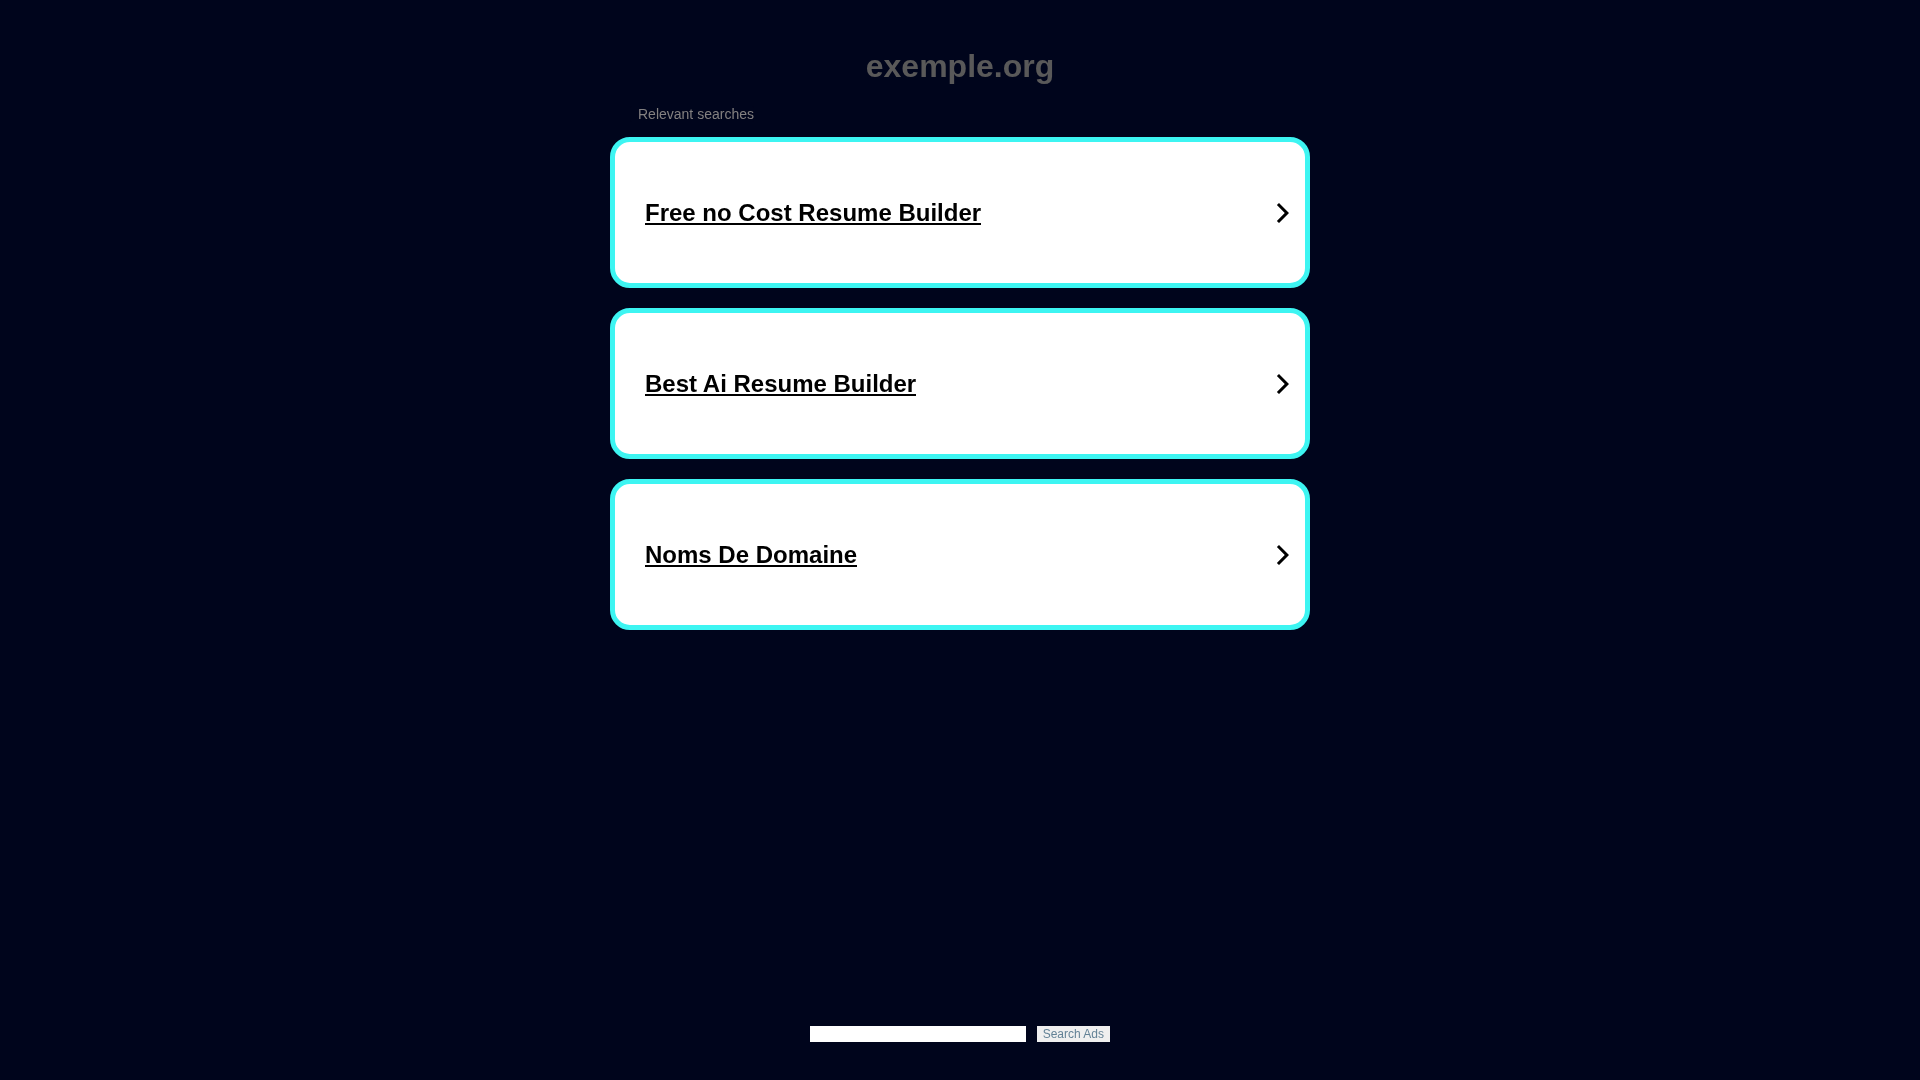 exemple.org
Relevant searches
Free no Cost Resume Builder
Best Ai Resume Builder
Noms De Domaine
Search Ads